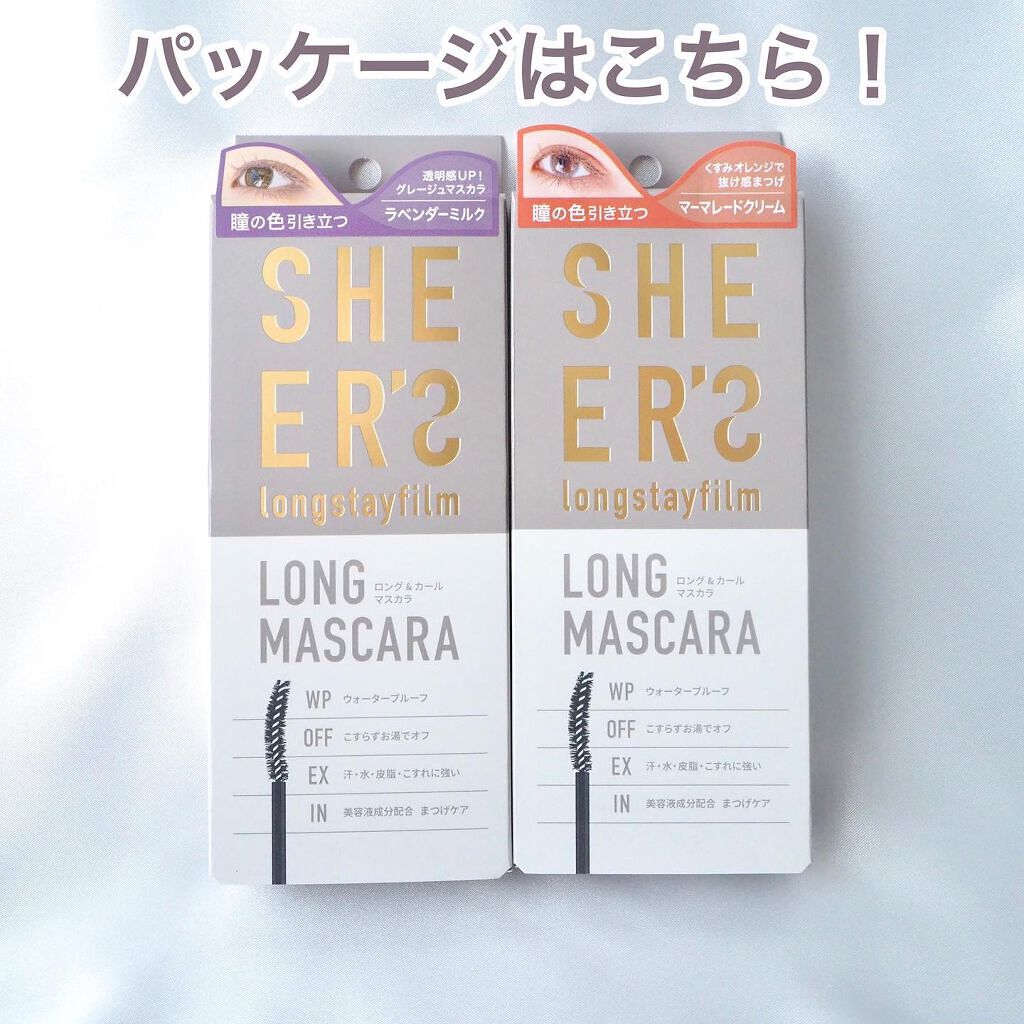 パッケージはこちら！
透明感UP！
グレージュマスカラ
ラベンダーミルク
瞳の色引き立つ
SHE
ER'S
longstayfilm
LONG
ロング&カール
マスカラ
MASCARA
WP ウォータープルーフ
OFF こすらずお湯でオフ
EX 汗・水・皮脂・こすれに強い
IN 美容液成分配合 まつげケア
くすみオレンジで
抜け感まつげ
マーマレードクリーム
瞳の色引き立つ
SHE
ER'S
longstayfilm
LONG
ロング&カール
マスカラ
MASCARA
WP ウォータープルーフ
OFF こすらずお湯でオフ
EX 汗・水・皮脂・こすれに強い
IN 美容液成分配合 まつげケア